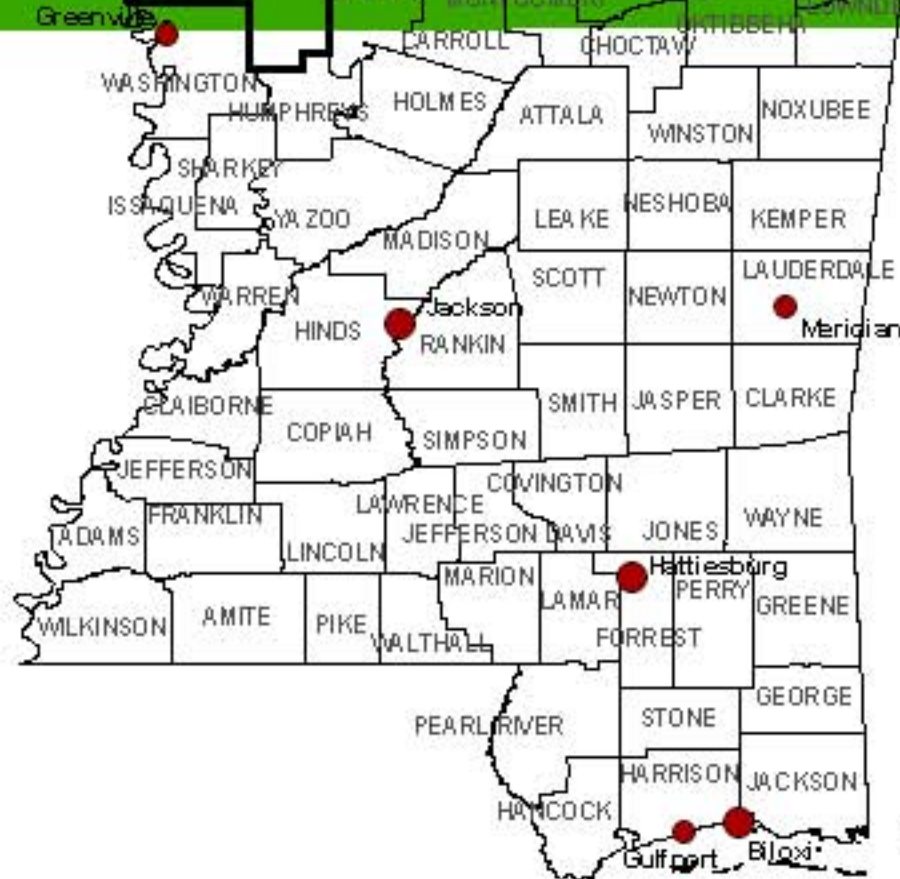 Greenville
CARROLL
CHOCTAW
OKTIBBEHA
WASHINGTON
HUMPHREYS
HOLMES
ATTALA
WINSTON
NOXUBEE
SHARKEY
ISSAQUENA
YAZOO
MADISON
LEAKE
NESHOBA
KEMPER
SCOTT
LAUDERDALE
WARREN
HINDS
Jackson
RANKIN
NEWTON
Meridian
CLAIBORNE
COPIAH
SIMPSON
SMITH
JASPER
CLARKE
JEFFERSON
COVINGTON
LAWRENCE
FRANKLIN
ADAMS
LINCOLN
JEFFERSON DAVIS
JONES
WAYNE
MARION
Hattiesburg
PERRY
LAMAR
GREENE
WILKINSON
AMITE
PIKE
WALTHALL
FORREST
PEARL RIVER
STONE
GEORGE
HARRISON
JACKSON
HANCOCK
Gulfport
Biloxi